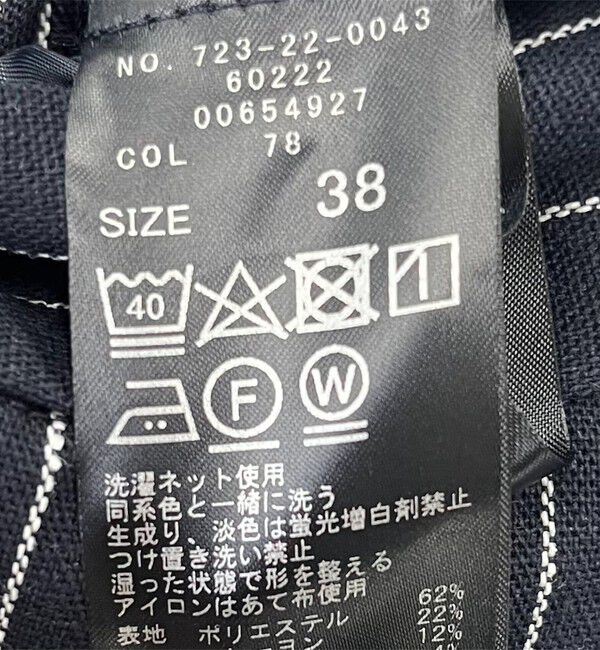 NO. 723-22-0043
60222
00654927
COL 78
SIZE 38
40
F W
洗濯ネット使用
同系色と一緒に洗う
生成り、淡色は蛍光増白剤禁止
つけ置き洗い禁止
湿った状態で形を整える
アイロンはあて布使用
表地 ポリエステル 62%
22%
12%